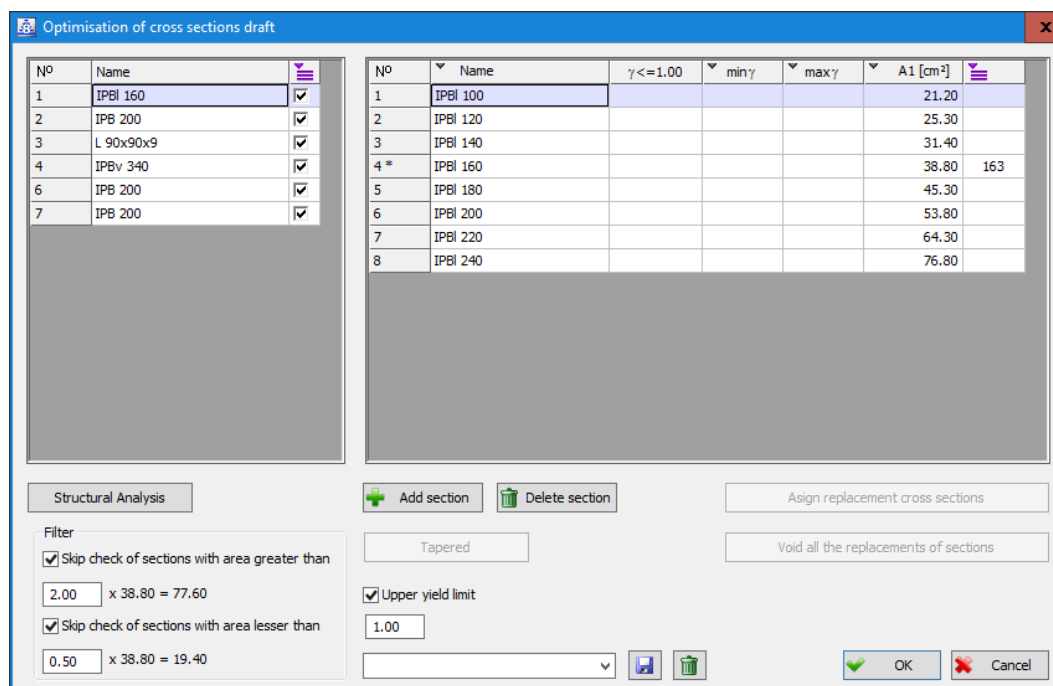 Optimisation of cross sections draft
x
Nº Name
1 IPBl 160
2 IPB 200
3 L 90x90x9
4 IPBv 340
6 IPB 200
7 IPB 200
Nº Name γ<=1.00 minγ maxγ A1 [cm²]
1 IPBl 100 21.20
2 IPBl 120 25.30
3 IPBl 140 31.40
4 * IPBl 160 38.80 163
5 IPBl 180 45.30
6 IPBl 200 53.80
7 IPBl 220 64.30
8 IPBl 240 76.80
Structural Analysis
Add section
Delete section
Asign replacement cross sections
Filter
Skip check of sections with area greater than
2.00 x 38.80 = 77.60
Skip check of sections with area lesser than
0.50 x 38.80 = 19.40
Tapered
Void all the replacements of sections
Upper yield limit
1.00
OK
Cancel